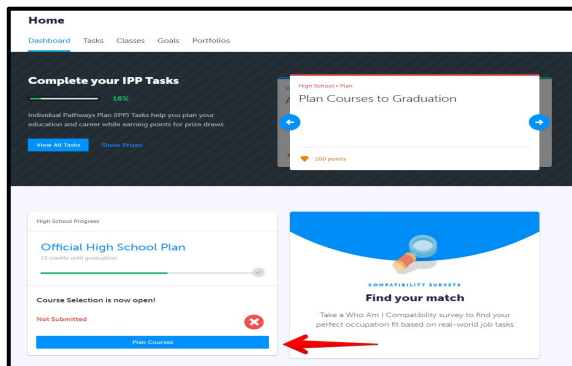 Home
Dashboard Tasks Classes Goals Portfolios
Complete your IPP Tasks
16%
Individual Pathways Plan (IPP) Tasks help you plan your
education and career while earning points for prize draws.
View All Tasks Show Prizes
High School • Plan
Plan Courses to Graduation
100 points
High School Progress
Official High School Plan
15 credits until graduation
Course Selection is now open!
Not Submitted
Plan Courses
COMPATIBILITY SURVEYS
Find your match
Take a Who Am I Compatibility survey to find your
perfect occupation fit based on real-world job tasks